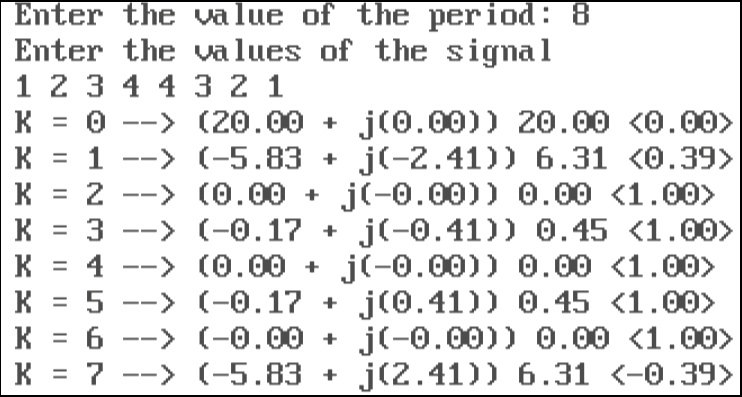 Enter the value of the period: 8
Enter the values of the signal
1 2 3 4 4 3 2 1
K = 0 --> (20.00 + j(0.00)) 20.00 <0.00>
K = 1 --> (-5.83 + j(-2.41)) 6.31 <0.39>
K = 2 --> (0.00 + j(-0.00)) 0.00 <1.00>
K = 3 --> (-0.17 + j(-0.41)) 0.45 <1.00>
K = 4 --> (0.00 + j(-0.00)) 0.00 <1.00>
K = 5 --> (-0.17 + j(0.41)) 0.45 <1.00>
K = 6 --> (-0.00 + j(-0.00)) 0.00 <1.00>
K = 7 --> (-5.83 + j(2.41)) 6.31 <-0.39>